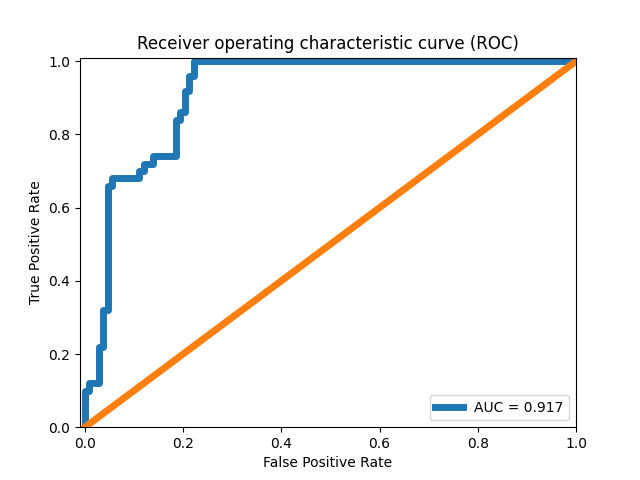 Receiver operating characteristic curve (ROC)
True Positive Rate
1.0
0.8
0.6
0.4
0.2
0.0
0.0 0.2 0.4 0.6 0.8 1.0
False Positive Rate
AUC = 0.917